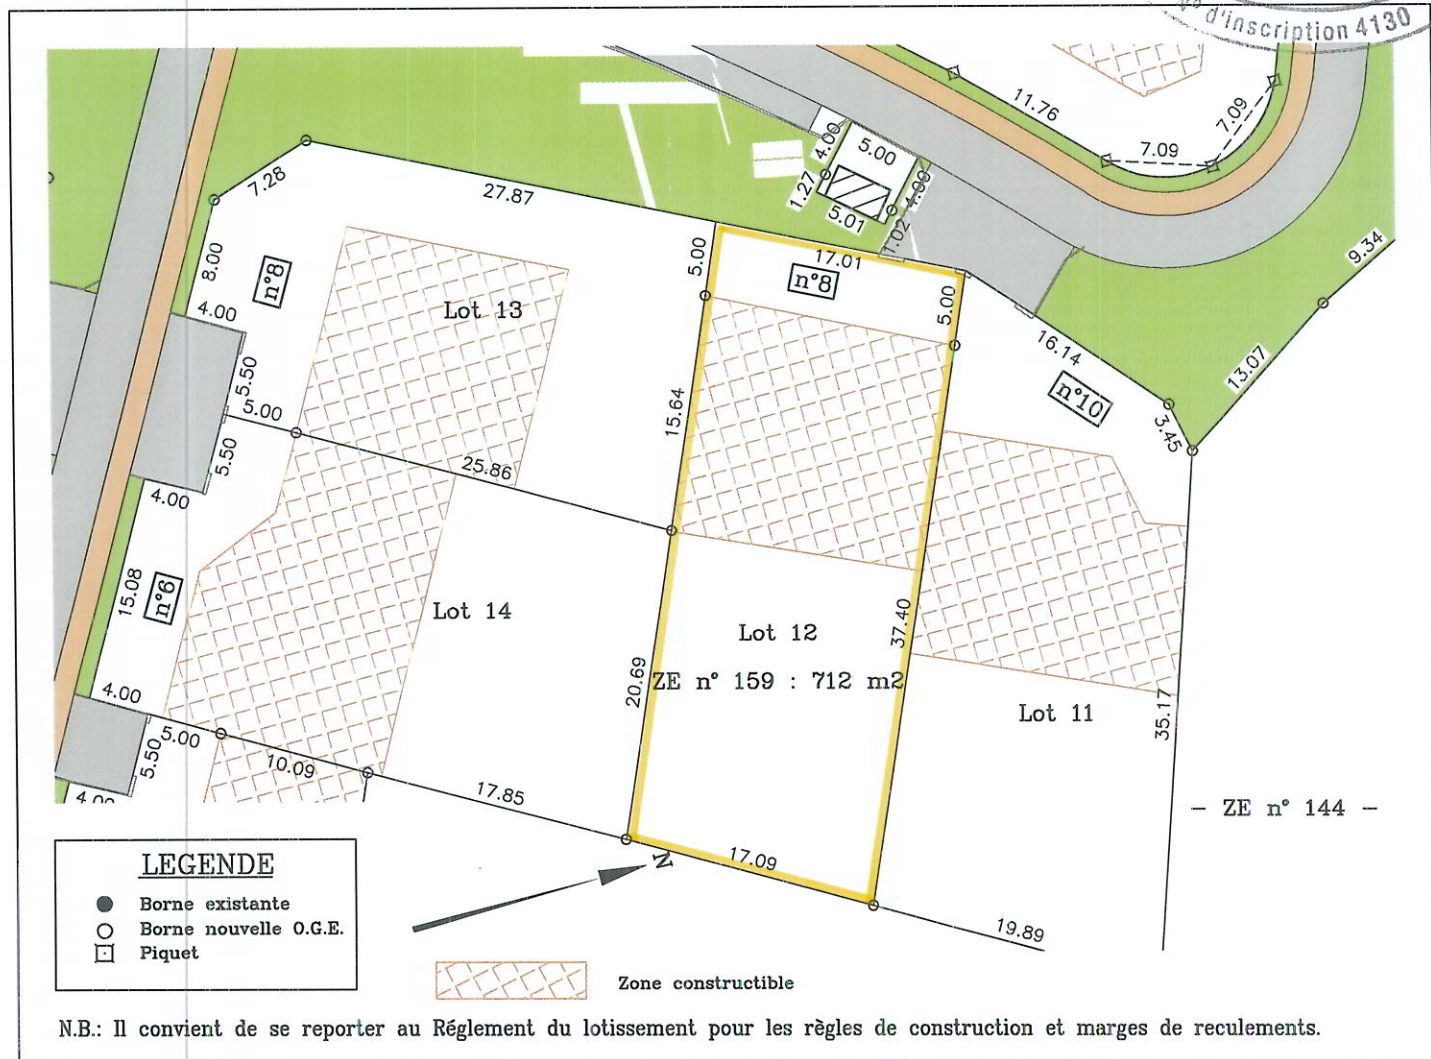 N° d'inscription 4130
11.76
7.09
7.09
4.00
5.00
1.27
5.01
4.99
1.02
7.28
27.87
8.00
n°8
4.00
5.50
5.00
5.50
4.00
Lot 13
5.00
17.01
n°8
5.00
9.34
13.07
16.14
n°10
3.45
15.64
25.86
15.08
n°6
Lot 14
Lot 12
ZE n° 159 : 712 m2
37.40
20.69
Lot 11
35.17
4.00
5.00
5.50
4.00
10.09
17.85
17.09
19.89
– ZE n° 144 –
N
LEGENDE
Borne existante
Borne nouvelle O.G.E.
Piquet
Zone constructible
N.B.: Il convient de se reporter au Réglement du lotissement pour les règles de construction et marges de reculements.